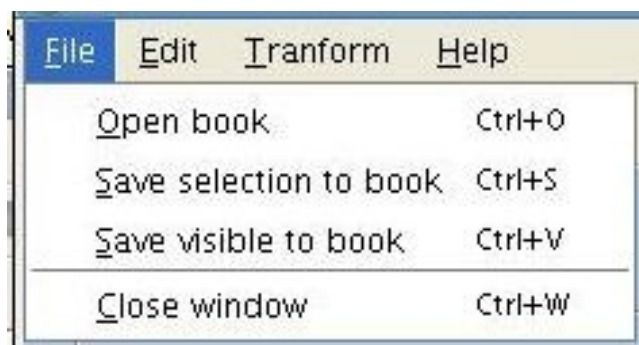 File Edit Tranform Help
Open book Ctrl+O
Save selection to book Ctrl+S
Save visible to book Ctrl+V
Close window Ctrl+W